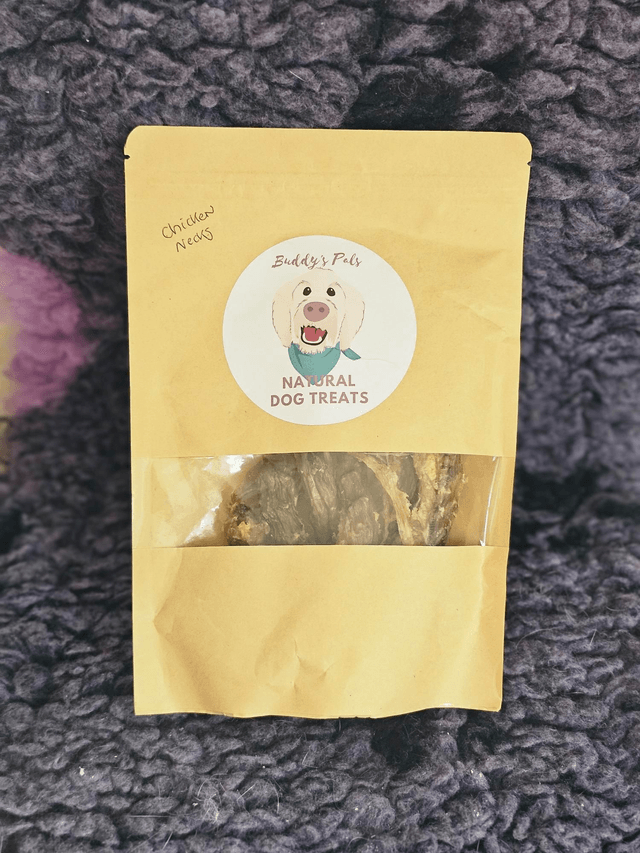 Chicken
Necks
Buddy's Pals
NATURAL
DOG TREATS